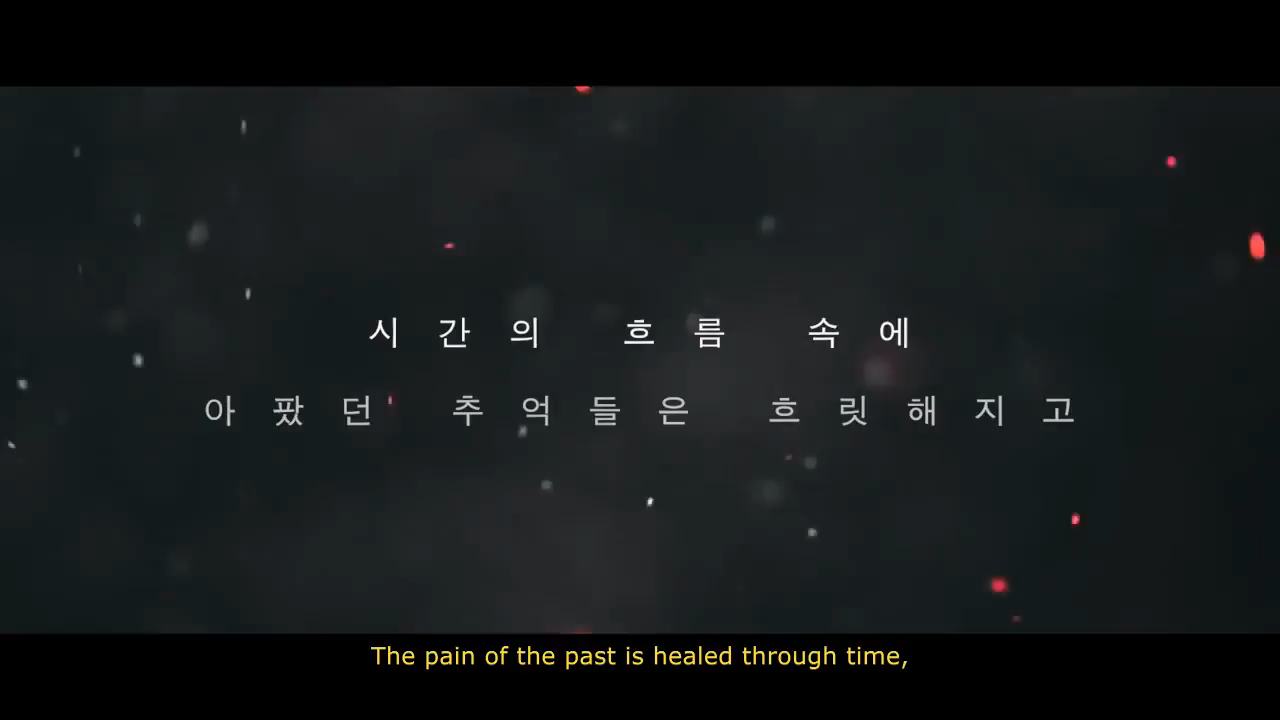 시간의 흐름 속에
아팠던 추억들은 흐릿해지고
The pain of the past is healed through time,